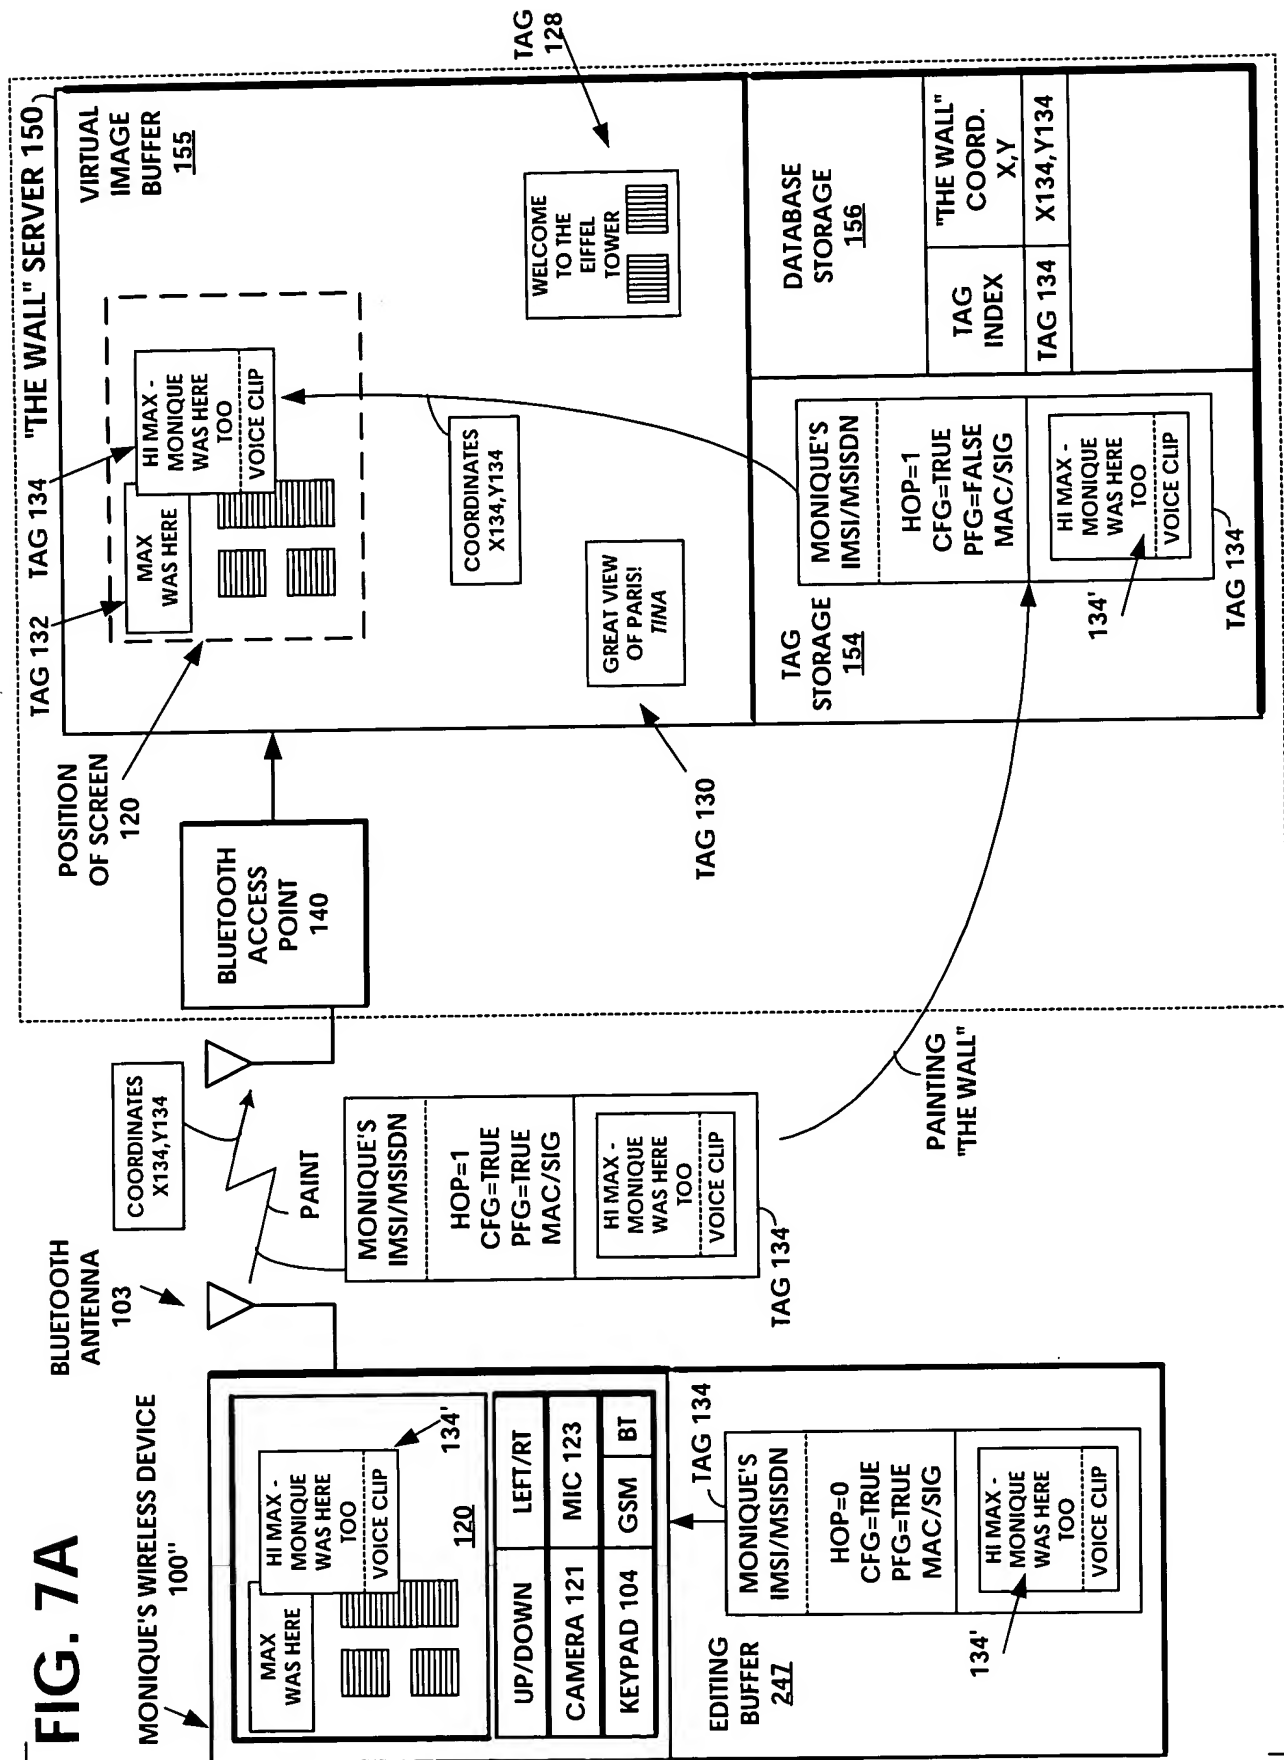 FIG. 7A
MONIQUE'S WIRELESS DEVICE
100"
MAX
WAS HERE
HI MAX -
MONIQUE
WAS HERE
TOO
VOICE CLIP
134'
120
UP/DOWN
LEFT/RT
CAMERA 121
MIC 123
KEYPAD 104
GSM
BT
EDITING
BUFFER
247
TAG 134
MONIQUE'S
IMSI/MSISDN
HOP=0
CFG=TRUE
PFG=TRUE
MAC/SIG
HI MAX -
MONIQUE
WAS HERE
TOO
VOICE CLIP
134'
BLUETOOTH
ANTENNA
103
COORDINATES
X134,Y134
PAINT
MONIQUE'S
IMSI/MSISDN
HOP=1
CFG=TRUE
PFG=TRUE
MAC/SIG
HI MAX -
MONIQUE
WAS HERE
TOO
VOICE CLIP
TAG 134
PAINTING
"THE WALL"
BLUETOOTH
ACCESS
POINT
140
POSITION
OF SCREEN
120
TAG 132
TAG 134
"THE WALL" SERVER 150
VIRTUAL
IMAGE
BUFFER
155
MAX
WAS HERE
HI MAX -
MONIQUE
WAS HERE
TOO
VOICE CLIP
COORDINATES
X134,Y134
GREAT VIEW
OF PARIS!
TINA
TAG 130
WELCOME
TO THE
EIFFEL
TOWER
TAG
128
TAG
STORAGE
154
MONIQUE'S
IMSI/MSISDN
HOP=1
CFG=TRUE
PFG=FALSE
MAC/SIG
HI MAX -
MONIQUE
WAS HERE
TOO
VOICE CLIP
134'
TAG 134
DATABASE
STORAGE
156
TAG
INDEX
"THE WALL"
COORD.
X,Y
TAG 134
X134,Y134